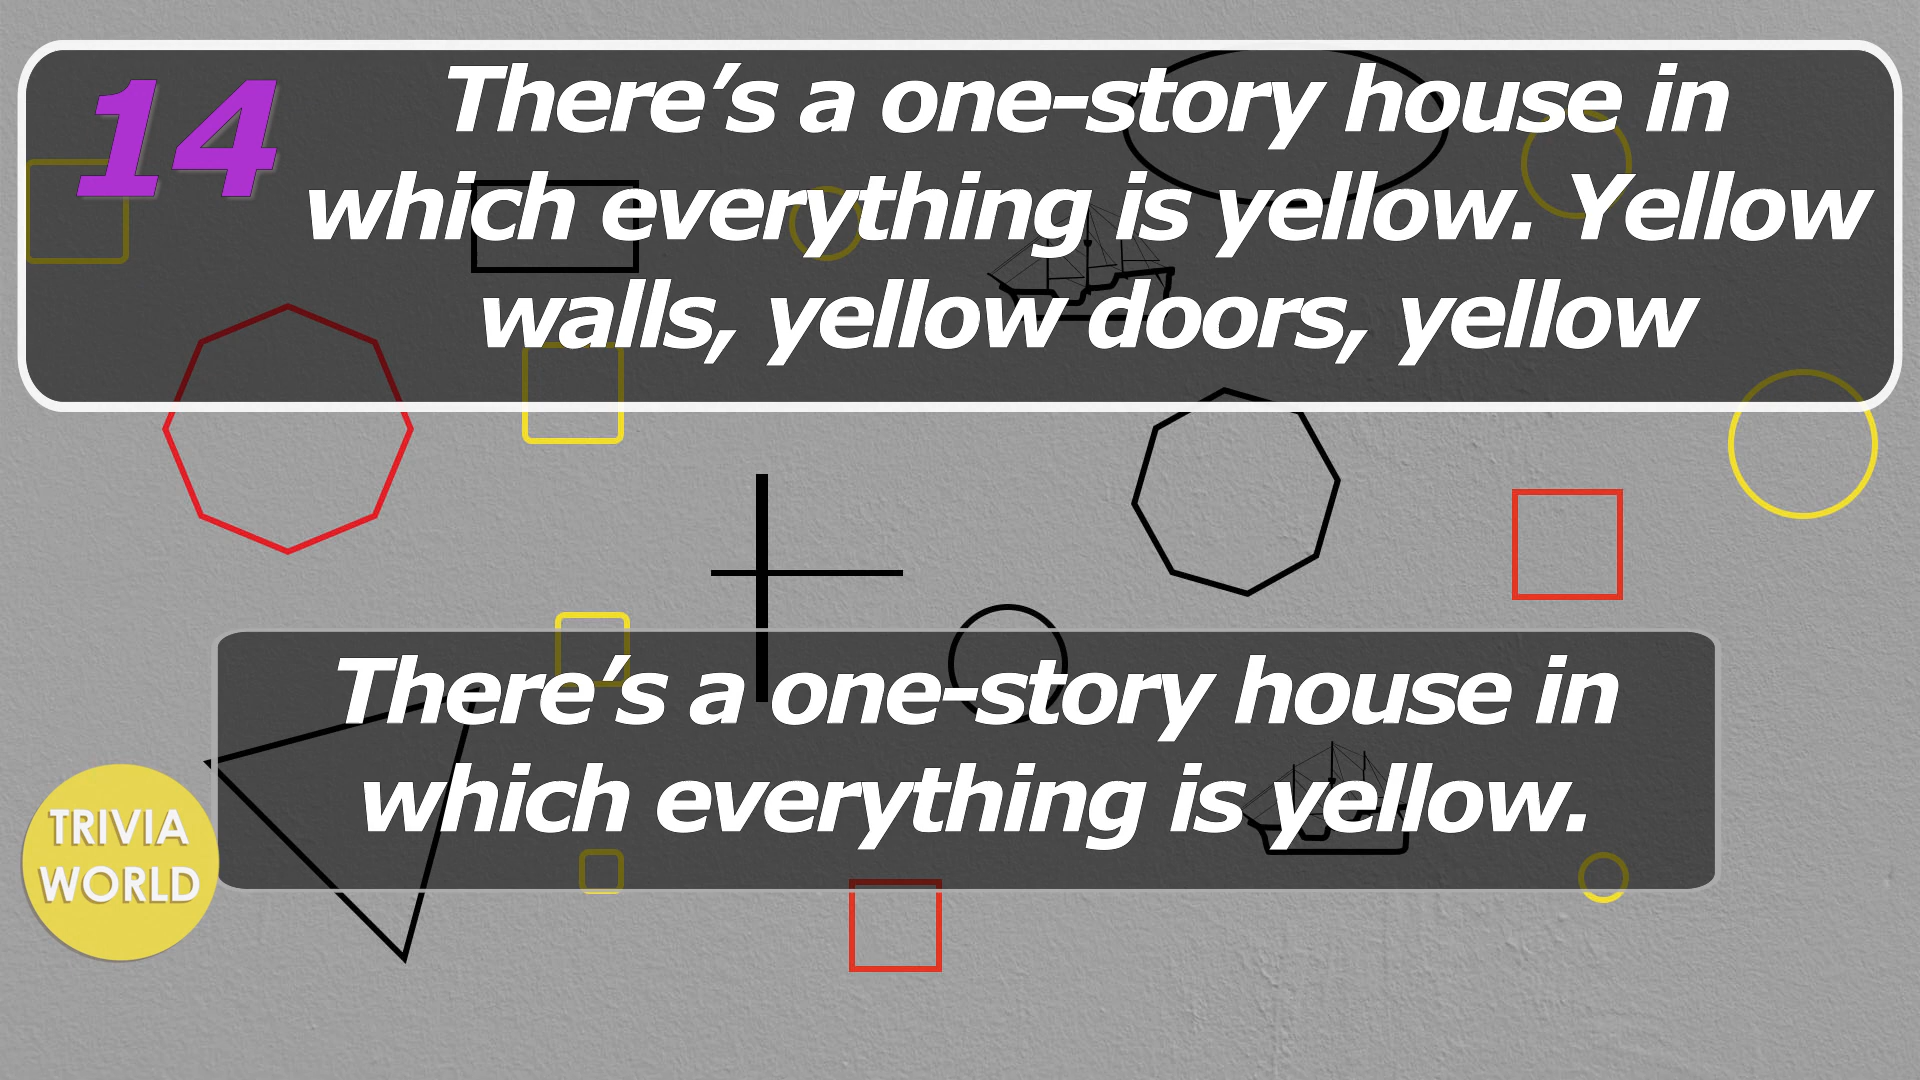 14
There’s a one-story house in
which everything is yellow. Yellow
walls, yellow doors, yellow
There’s a one-story house in
which everything is yellow.
TRIVIA
WORLD